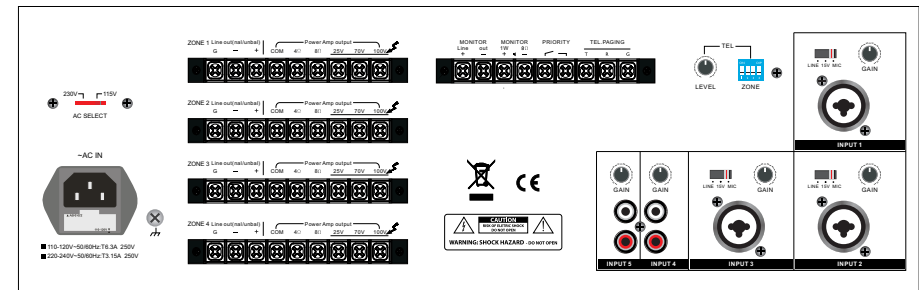 230V 115V
AC SELECT
~AC IN
110-120V~50/60Hz:T6.3A 250V
220-240V~50/60Hz:T3.15A 250V
ZONE 1 Line out(nal/unbal) Power Amp output
G − + COM 4Ω 8Ω 25V 70V 100V
ZONE 2 Line out(nal/unbal) Power Amp output
G − + COM 4Ω 8Ω 25V 70V 100V
ZONE 3 Line out(nal/unbal) Power Amp output
G − + COM 4Ω 8Ω 25V 70V 100V
ZONE 4 Line out(nal/unbal) Power Amp output
G − + COM 4Ω 8Ω 25V 70V 100V
MONITOR MONITOR PRIORITY TEL.PAGING
Line out 1W 8Ω
+ − + − T R G
TEL
LEVEL ZONE
CE
CAUTION
RISK OF ELETRIC SHOCK
DO NOT OPEN
WARNING: SHOCK HAZARD - DO NOT OPEN
LINE 15V MIC GAIN
INPUT 1
GAIN GAIN LINE 15V MIC GAIN LINE 15V MIC GAIN
INPUT 5 INPUT 4 INPUT 3 INPUT 2